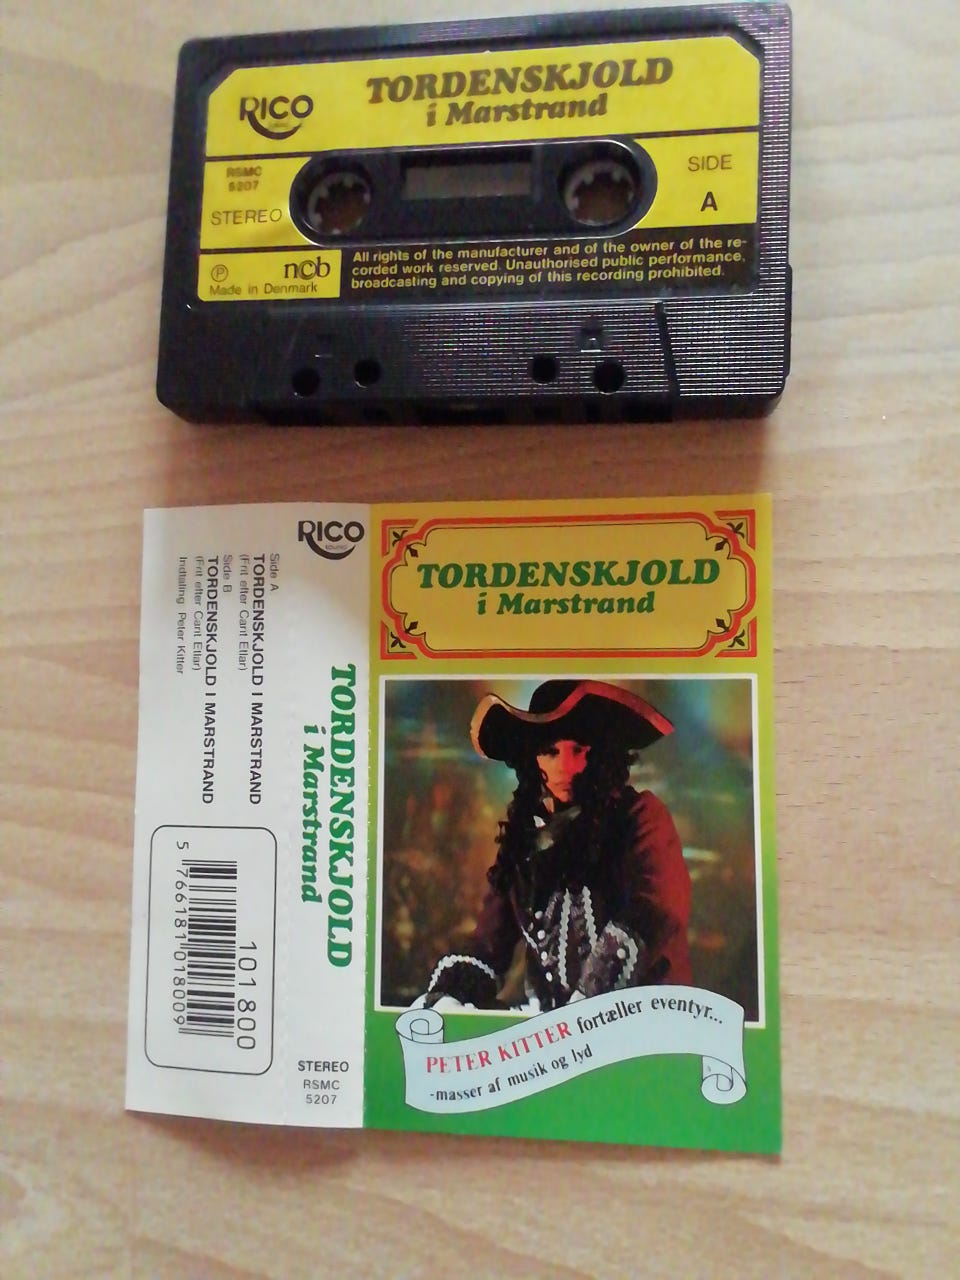 RICO
TORDENSKJOLD
i Marstrand
RSMC
5207
STEREO
SIDE
A
℗
ncb
Made in Denmark
All rights of the manufacturer and of the owner of the re-
corded work reserved. Unauthorised public performance,
broadcasting and copying of this recording prohibited.
RICO
SOUND
Side A
TORDENSKJOLD I MARSTRAND
(Frit efter Carit Etlar)
Side B
TORDENSKJOLD I MARSTRAND
(Frit efter Carit Etlar)
Indtaling Peter Kitter
101800
5 766181 018009
TORDENSKJOLD
i Marstrand
STEREO
RSMC
5207
TORDENSKJOLD
i Marstrand
PETER KITTER fortæller eventyr...
-masser af musik og lyd